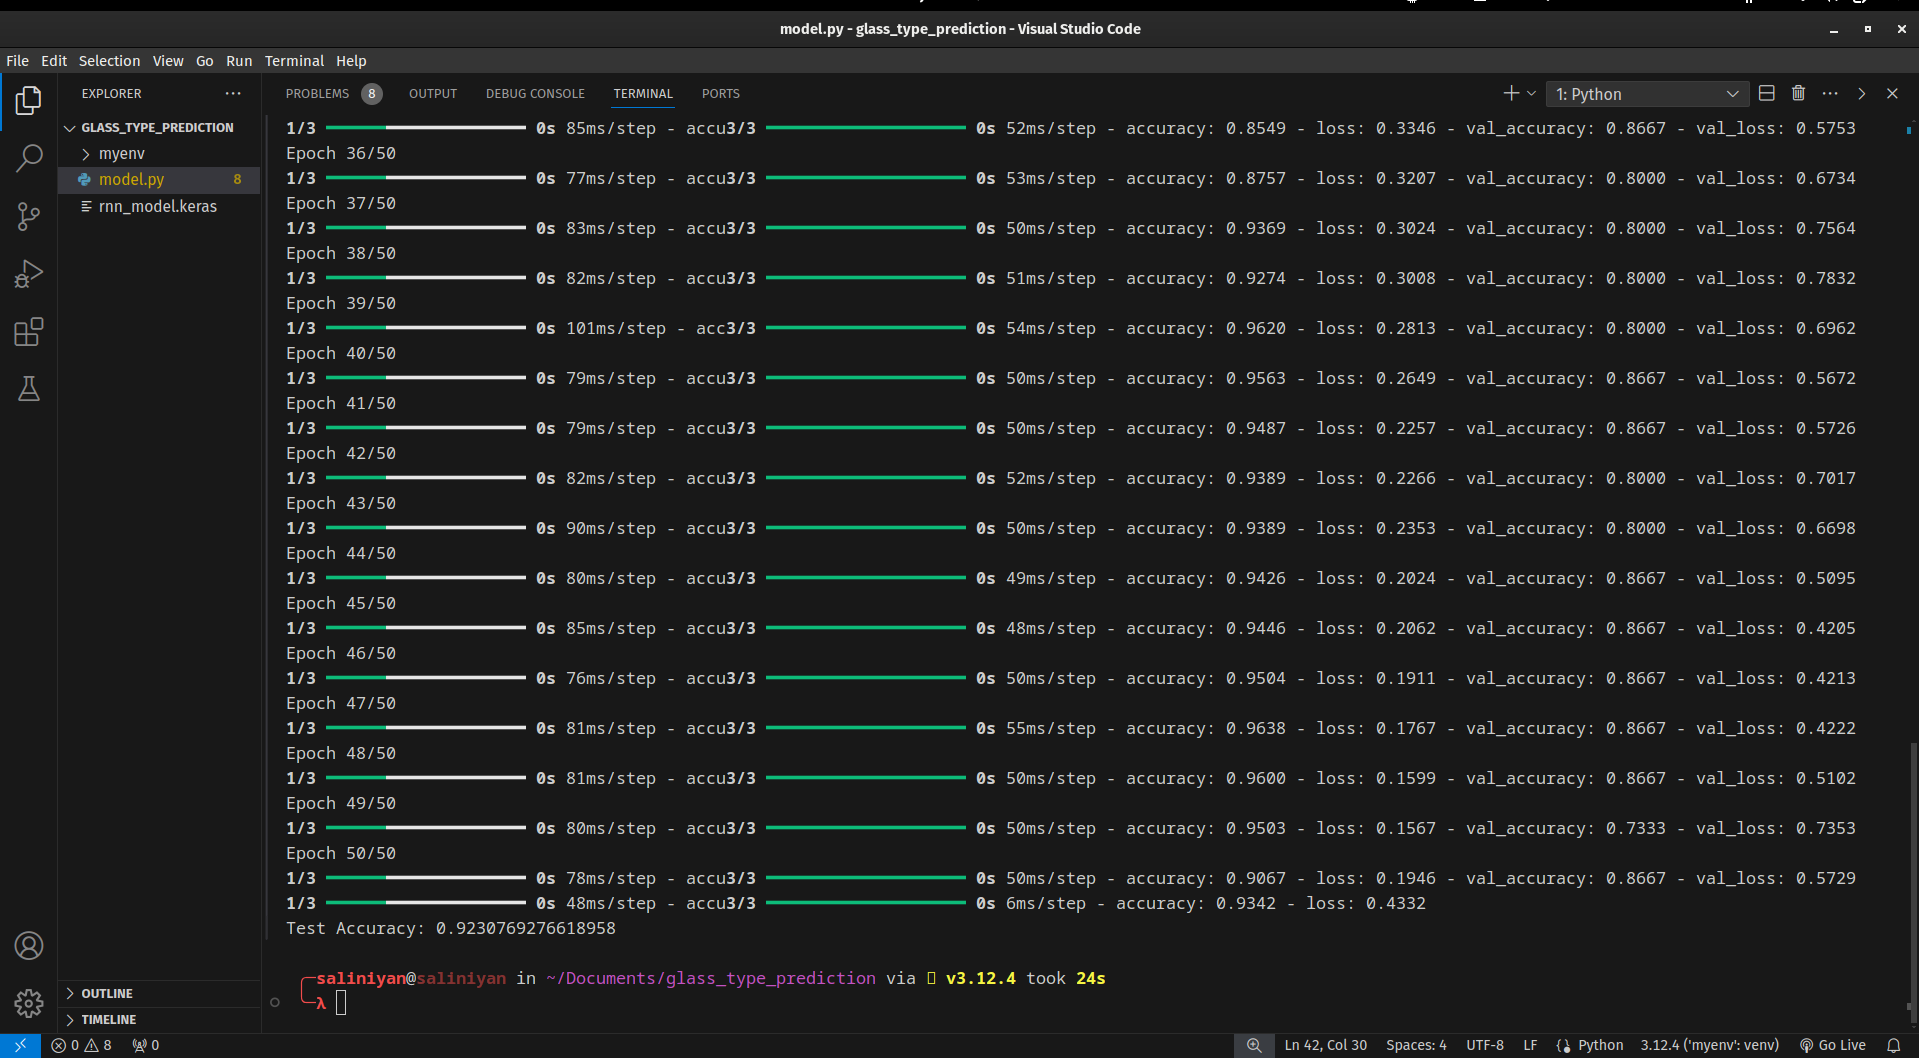 model.py - glass_type_prediction - Visual Studio Code
File Edit Selection View Go Run Terminal Help
EXPLORER
GLASS_TYPE_PREDICTION
myenv
model.py 8
rnn_model.keras
OUTLINE
TIMELINE
PROBLEMS 8 OUTPUT DEBUG CONSOLE TERMINAL PORTS
1: Python
1/3 0s 85ms/step - accu3/3 0s 52ms/step - accuracy: 0.8549 - loss: 0.3346 - val_accuracy: 0.8667 - val_loss: 0.5753
Epoch 36/50
1/3 0s 77ms/step - accu3/3 0s 53ms/step - accuracy: 0.8757 - loss: 0.3207 - val_accuracy: 0.8000 - val_loss: 0.6734
Epoch 37/50
1/3 0s 83ms/step - accu3/3 0s 50ms/step - accuracy: 0.9369 - loss: 0.3024 - val_accuracy: 0.8000 - val_loss: 0.7564
Epoch 38/50
1/3 0s 82ms/step - accu3/3 0s 51ms/step - accuracy: 0.9274 - loss: 0.3008 - val_accuracy: 0.8000 - val_loss: 0.7832
Epoch 39/50
1/3 0s 101ms/step - acc3/3 0s 54ms/step - accuracy: 0.9620 - loss: 0.2813 - val_accuracy: 0.8000 - val_loss: 0.6962
Epoch 40/50
1/3 0s 79ms/step - accu3/3 0s 50ms/step - accuracy: 0.9563 - loss: 0.2649 - val_accuracy: 0.8667 - val_loss: 0.5672
Epoch 41/50
1/3 0s 79ms/step - accu3/3 0s 50ms/step - accuracy: 0.9487 - loss: 0.2257 - val_accuracy: 0.8667 - val_loss: 0.5726
Epoch 42/50
1/3 0s 82ms/step - accu3/3 0s 52ms/step - accuracy: 0.9389 - loss: 0.2266 - val_accuracy: 0.8000 - val_loss: 0.7017
Epoch 43/50
1/3 0s 90ms/step - accu3/3 0s 50ms/step - accuracy: 0.9389 - loss: 0.2353 - val_accuracy: 0.8000 - val_loss: 0.6698
Epoch 44/50
1/3 0s 80ms/step - accu3/3 0s 49ms/step - accuracy: 0.9426 - loss: 0.2024 - val_accuracy: 0.8667 - val_loss: 0.5095
Epoch 45/50
1/3 0s 85ms/step - accu3/3 0s 48ms/step - accuracy: 0.9446 - loss: 0.2062 - val_accuracy: 0.8667 - val_loss: 0.4205
Epoch 46/50
1/3 0s 76ms/step - accu3/3 0s 50ms/step - accuracy: 0.9504 - loss: 0.1911 - val_accuracy: 0.8667 - val_loss: 0.4213
Epoch 47/50
1/3 0s 81ms/step - accu3/3 0s 55ms/step - accuracy: 0.9638 - loss: 0.1767 - val_accuracy: 0.8667 - val_loss: 0.4222
Epoch 48/50
1/3 0s 81ms/step - accu3/3 0s 50ms/step - accuracy: 0.9600 - loss: 0.1599 - val_accuracy: 0.8667 - val_loss: 0.5102
Epoch 49/50
1/3 0s 80ms/step - accu3/3 0s 50ms/step - accuracy: 0.9503 - loss: 0.1567 - val_accuracy: 0.7333 - val_loss: 0.7353
Epoch 50/50
1/3 0s 78ms/step - accu3/3 0s 50ms/step - accuracy: 0.9067 - loss: 0.1946 - val_accuracy: 0.8667 - val_loss: 0.5729
1/3 0s 48ms/step - accu3/3 0s 6ms/step - accuracy: 0.9342 - loss: 0.4332
Test Accuracy: 0.9230769276618958
saliniyan@saliniyan in ~/Documents/glass_type_prediction via v3.12.4 took 24s
λ
0 8 0 Ln 42, Col 30 Spaces: 4 UTF-8 LF Python 3.12.4 ('myenv': venv) Go Live